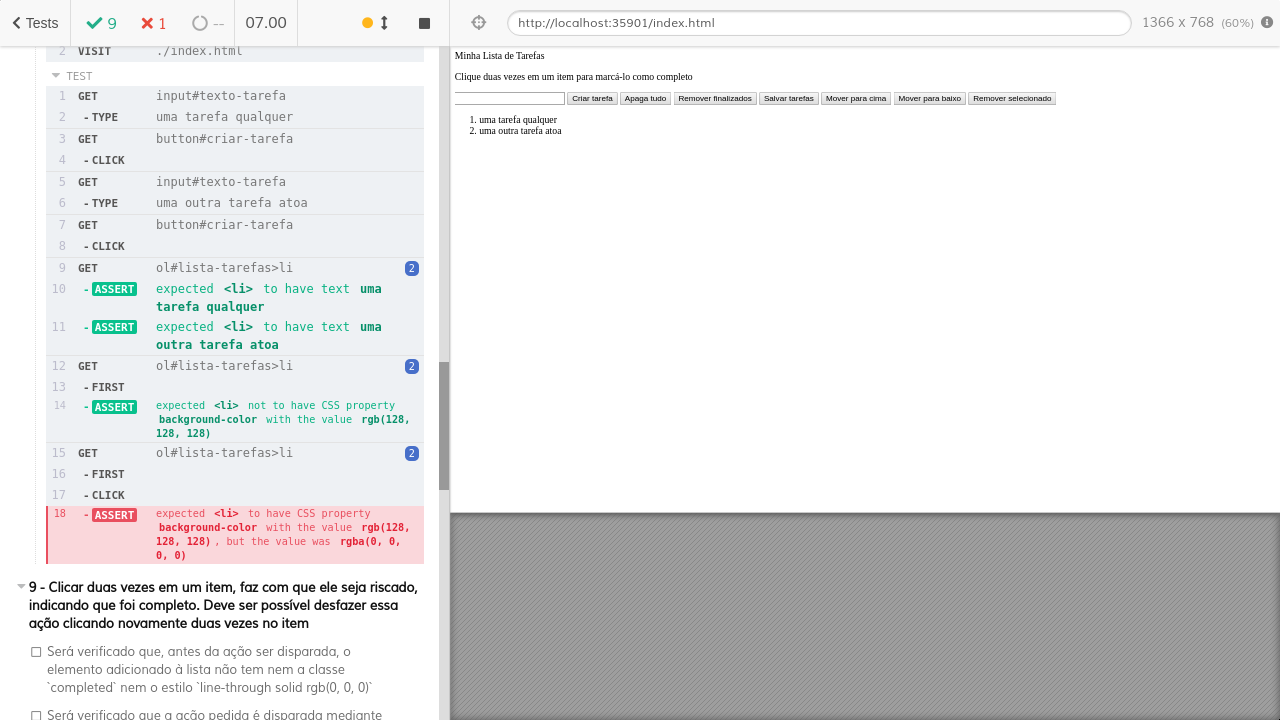 Tests
9
1
--
07.00
http://localhost:35901/index.html
1366 x 768 (60%)
2 VISIT ./index.html
TEST
1 GET input#texto-tarefa
2 - TYPE uma tarefa qualquer
3 GET button#criar-tarefa
4 - CLICK
5 GET input#texto-tarefa
6 - TYPE uma outra tarefa atoa
7 GET button#criar-tarefa
8 - CLICK
9 GET ol#lista-tarefas>li 2
10 - ASSERT expected <li> to have text uma
tarefa qualquer
11 - ASSERT expected <li> to have text uma
outra tarefa atoa
12 GET ol#lista-tarefas>li 2
13 - FIRST
14 - ASSERT expected <li> not to have CSS property
background-color with the value rgb(128,
128, 128)
15 GET ol#lista-tarefas>li 2
16 - FIRST
17 - CLICK
18 - ASSERT expected <li> to have CSS property
background-color with the value rgb(128,
128, 128), but the value was rgba(0, 0,
0, 0)
9 - Clicar duas vezes em um item, faz com que ele seja riscado,
indicando que foi completo. Deve ser possível desfazer essa
ação clicando novamente duas vezes no item
Será verificado que, antes da ação ser disparada, o
elemento adicionado à lista não tem nem a classe
`completed` nem o estilo `line-through solid rgb(0, 0, 0)`
Será verificado que a ação pedida é disparada mediante
Minha Lista de Tarefas
Clique duas vezes em um item para marcá-lo como completo
Criar tarefa Apaga tudo Remover finalizados Salvar tarefas Mover para cima Mover para baixo Remover selecionado
1. uma tarefa qualquer
2. uma outra tarefa atoa